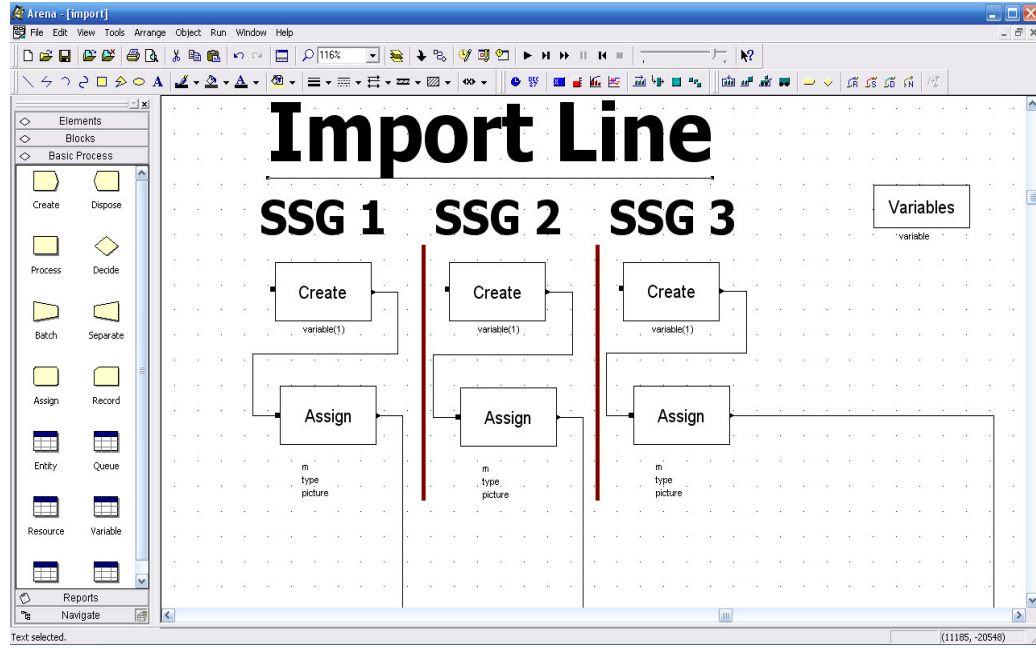 Arena - [import]
File Edit View Tools Arrange Object Run Window Help
116%
Elements
Blocks
Basic Process
Create Dispose
Process Decide
Batch Separate
Assign Record
Entity Queue
Resource Variable
Reports
Navigate
Import Line
SSG 1 SSG 2 SSG 3
Variables
variable
Create Create Create
variable(1) variable(1) variable(1)
Assign Assign Assign
m m m
type type type
picture picture picture
Text selected.
(11185, -20548)